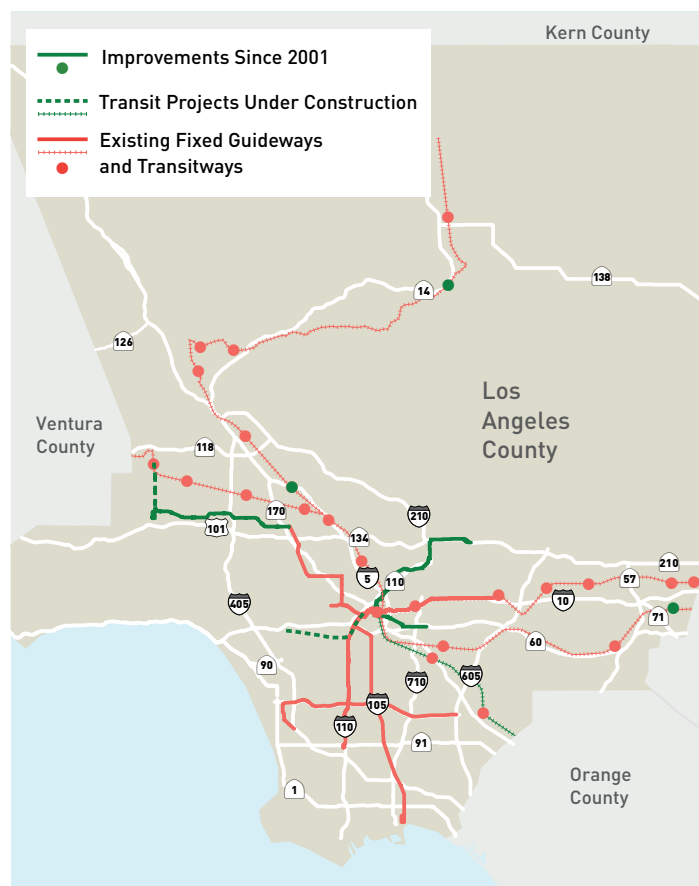 Kern County
Improvements Since 2001
Transit Projects Under Construction
Existing Fixed Guideways
and Transitways
138
14
126
Los
Angeles
County
Ventura
County
118
170
101
210
134
5
110
210
57
10
405
71
60
90
605
710
105
110
91
1
Orange
County